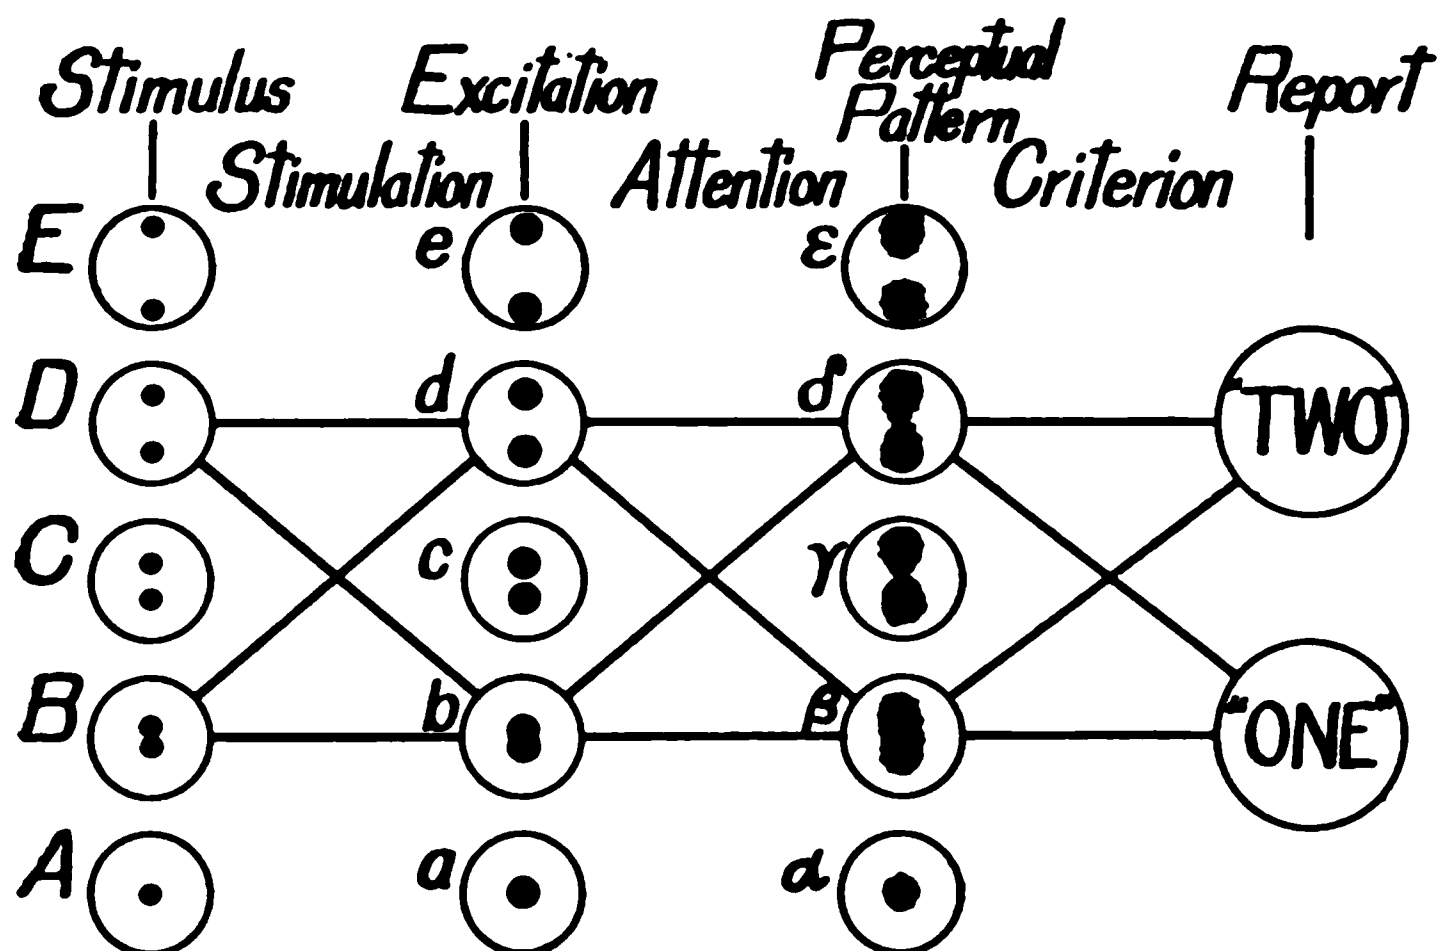 Stimulus
Excitation
Perceptual
Pattern
Report
Stimulation
Attention
Criterion
E
e
ε
D
d
δ
"TWO"
C
c
γ
B
b
β
"ONE"
A
a
α